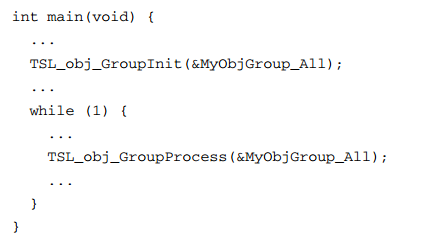 int main(void) {
...
TSL_obj_GroupInit(&MyObjGroup_All);
...
while (1) {
...
TSL_obj_GroupProcess(&MyObjGroup_All);
...
}
}